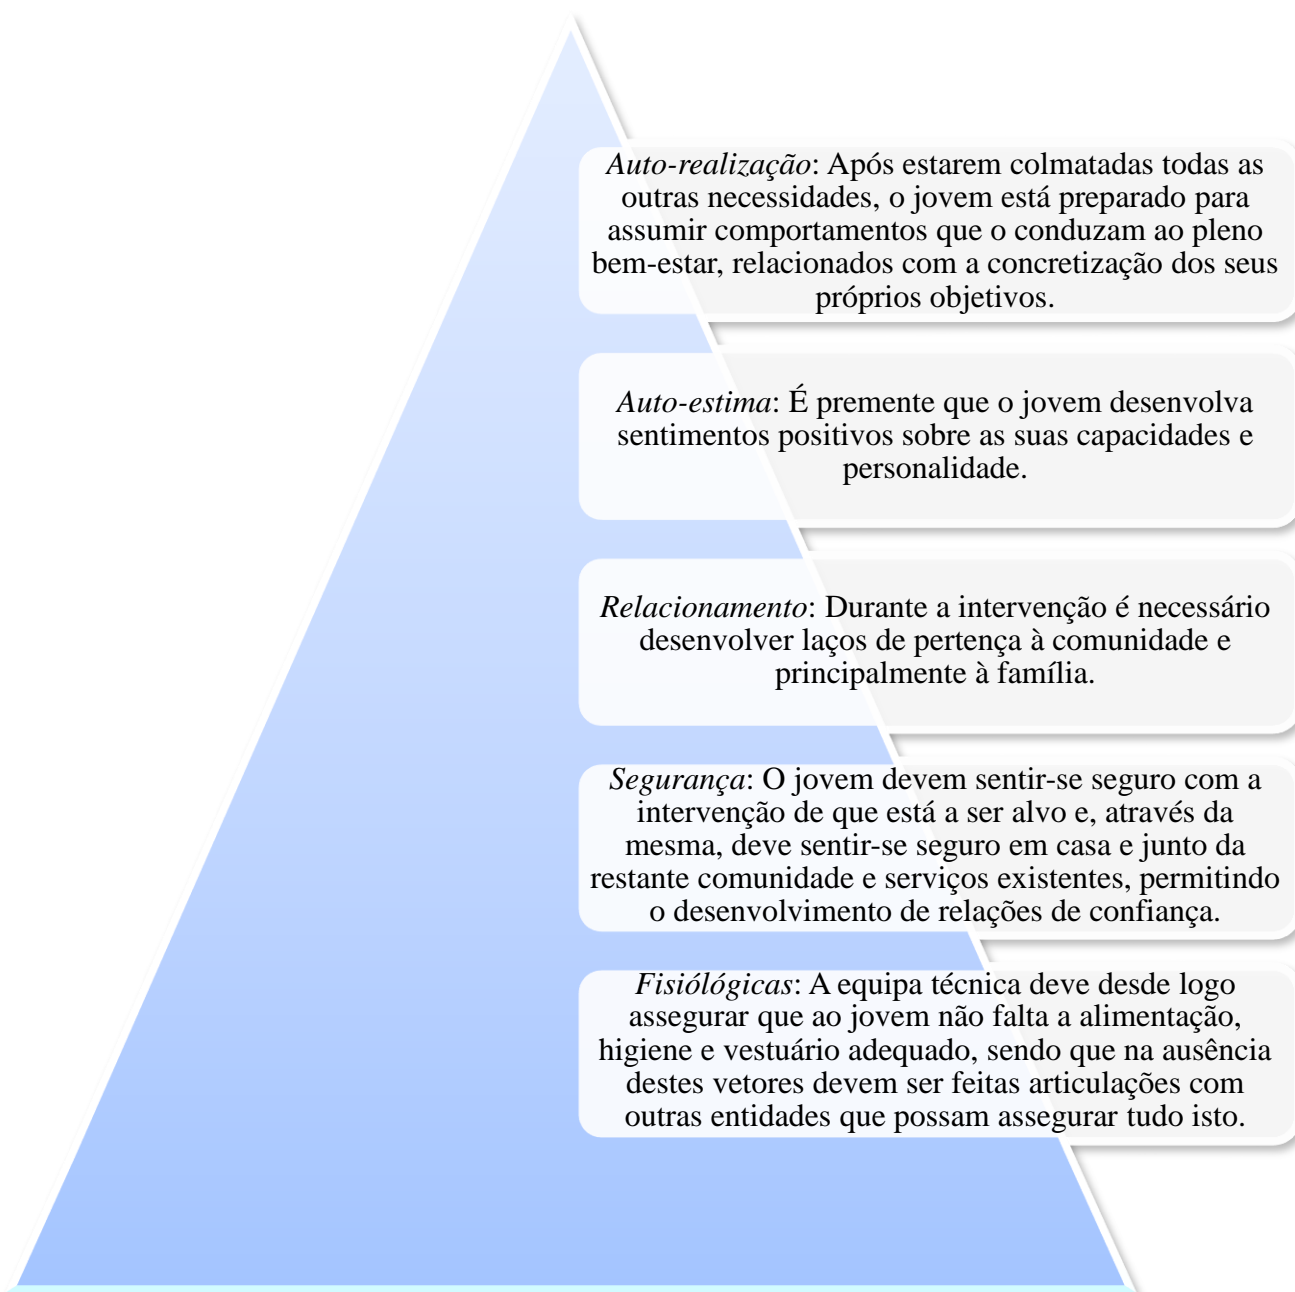 Auto-realização: Após estarem colmatadas todas as
outras necessidades, o jovem está preparado para
assumir comportamentos que o conduzam ao pleno
bem-estar, relacionados com a concretização dos seus
próprios objetivos.
Auto-estima: É premente que o jovem desenvolva
sentimentos positivos sobre as suas capacidades e
personalidade.
Relacionamento: Durante a intervenção é necessário
desenvolver laços de pertença à comunidade e
principalmente à família.
Segurança: O jovem devem sentir-se seguro com a
intervenção de que está a ser alvo e, através da
mesma, deve sentir-se seguro em casa e junto da
restante comunidade e serviços existentes, permitindo
o desenvolvimento de relações de confiança.
Fisiólógicas: A equipa técnica deve desde logo
assegurar que ao jovem não falta a alimentação,
higiene e vestuário adequado, sendo que na ausência
destes vetores devem ser feitas articulações com
outras entidades que possam assegurar tudo isto.